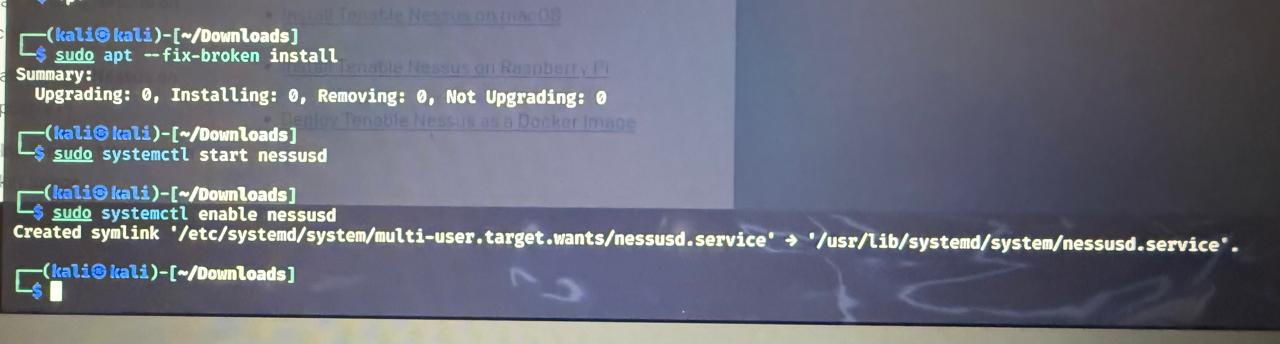 Install Tenable Nessus on macOS
┌──(kali㉿kali)-[~/Downloads]
└─$ sudo apt --fix-broken install
Install Tenable Nessus on Raspberry Pi
Summary:
  Upgrading: 0, Installing: 0, Removing: 0, Not Upgrading: 0
Deploy Tenable Nessus as a Docker Image
┌──(kali㉿kali)-[~/Downloads]
└─$ sudo systemctl start nessusd
┌──(kali㉿kali)-[~/Downloads]
└─$ sudo systemctl enable nessusd
Created symlink '/etc/systemd/system/multi-user.target.wants/nessusd.service' → '/usr/lib/systemd/system/nessusd.service'.
┌──(kali㉿kali)-[~/Downloads]
└─$